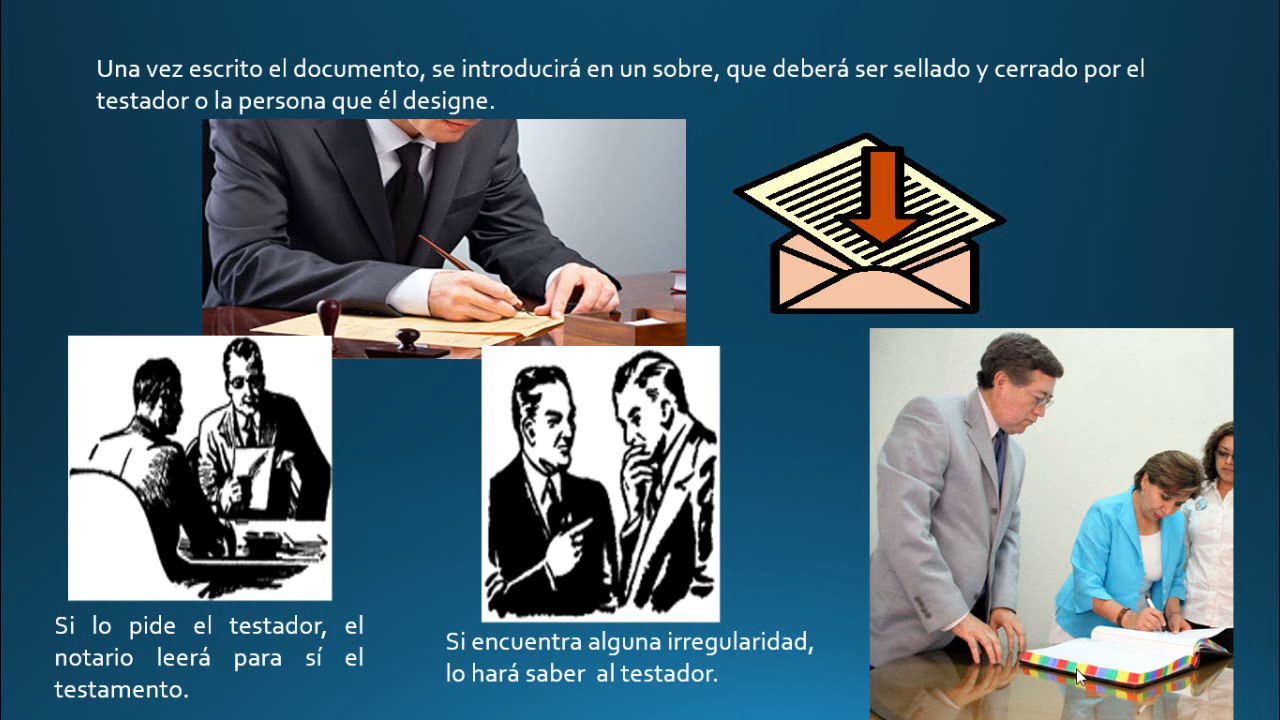 Una vez escrito el documento, se introducirá en un sobre, que deberá ser sellado y cerrado por el
testador o la persona que él designe.
Si lo pide el testador, el
notario leerá para sí el
testamento.
Si encuentra alguna irregularidad,
lo hará saber al testador.